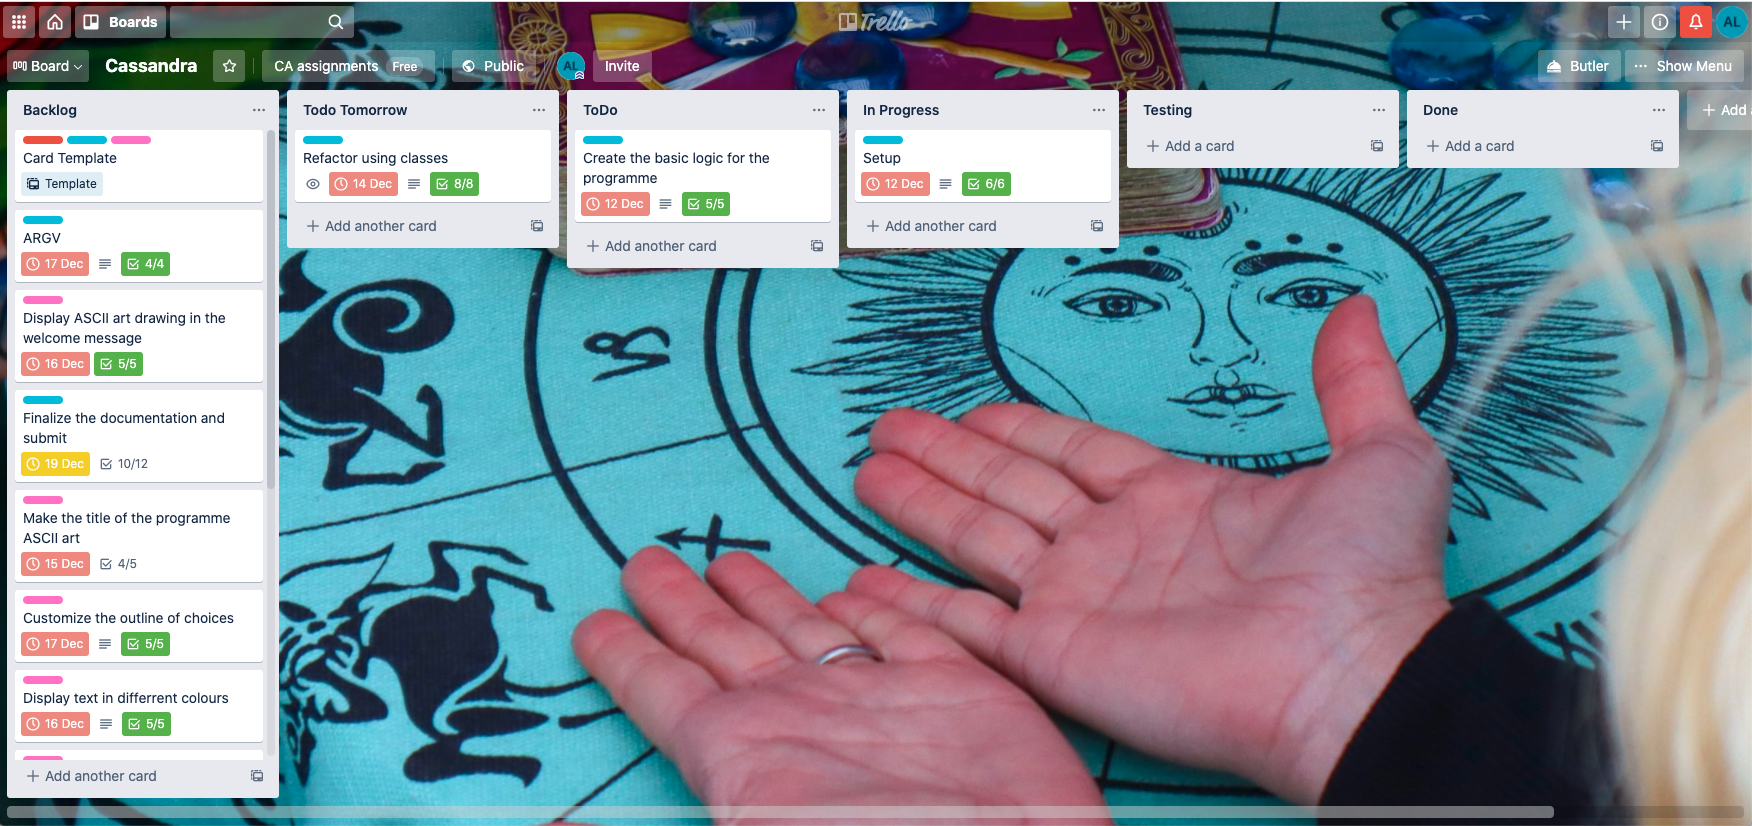 Boards
Trello
AL
Board
Cassandra
CA assignments Free
Public
AL
Invite
Butler
Show Menu
Backlog
Card Template
Template
ARGV
17 Dec 4/4
Display ASCII art drawing in the
welcome message
16 Dec 5/5
Finalize the documentation and
submit
19 Dec 10/12
Make the title of the programme
ASCII art
15 Dec 4/5
Customize the outline of choices
17 Dec 5/5
Display text in differrent colours
16 Dec 5/5
+ Add another card
Todo Tomorrow
Refactor using classes
14 Dec 8/8
+ Add another card
ToDo
Create the basic logic for the
programme
12 Dec 5/5
+ Add another card
In Progress
Setup
12 Dec 6/6
+ Add another card
Testing
+ Add a card
Done
+ Add a card
+ Add